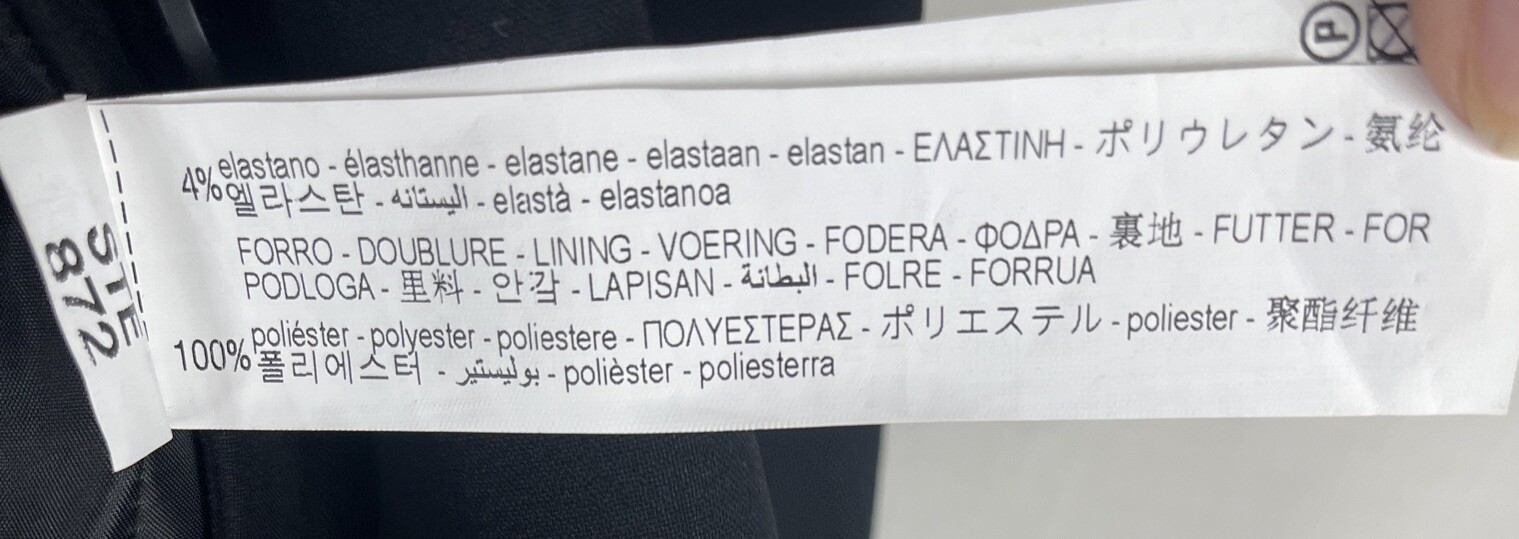 P
4% elastano - élasthanne - elastane - elastaan - elastan - ΕΛΑΣΤΙΝΗ - ポリウレタン - 氨纶
엘라스탄 - اليستانه - elastà - elastanoa
FORRO - DOUBLURE - LINING - VOERING - FODERA - ΦΟΔΡΑ - 裏地 - FUTTER - FOR
PODLOGA - 里料 - 안감 - LAPISAN - البطانة - FOLRE - FORRUA
100% poliéster - polyester - poliestere - ΠΟΛΥΕΣΤΕΡΑΣ - ポリエステル - poliester - 聚酯纤维
폴리에스터 - بوليستير - polièster - poliesterra
STE
872